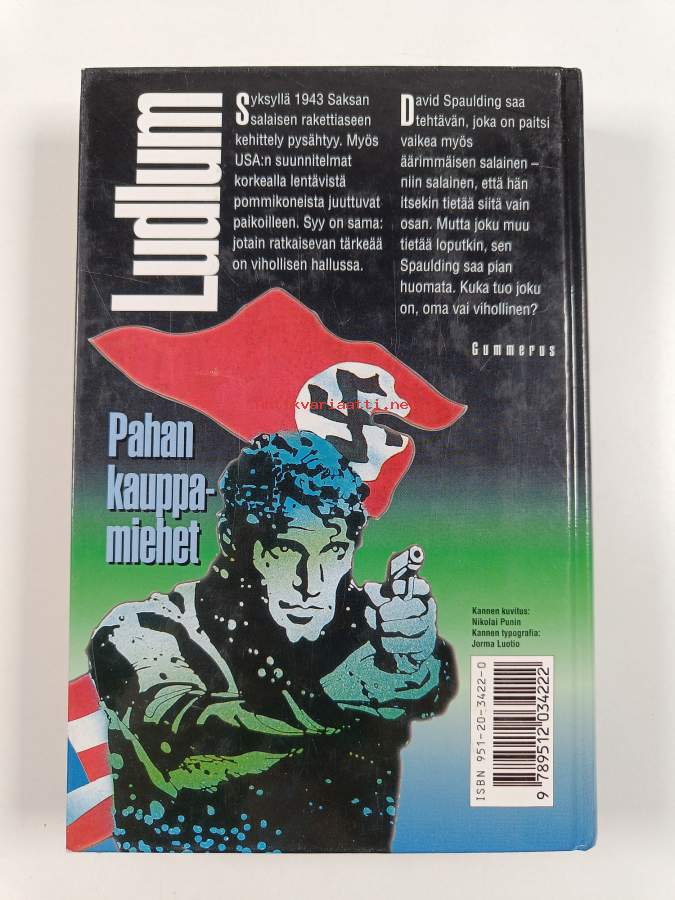 Ludlum
Syksyllä 1943 Saksan
salaisen rakettiaseen
kehittely pysähtyy. Myös
USA:n suunnitelmat
korkealla lentävistä
pommikoneista juuttuvat
paikoilleen. Syy on sama:
jotain ratkaisevan tärkeää
on vihollisen hallussa.
David Spaulding saa
tehtävän, joka on paitsi
vaikea myös
äärimmäisen salainen –
niin salainen, että hän
itsekin tietää siitä vain
osan. Mutta joku muu
tietää loputkin, sen
Spaulding saa pian
huomata. Kuka tuo joku
on, oma vai vihollinen?
Gummerus
Pahan
kauppa-
miehet
Kannen kuvitus:
Nikolai Punin
Kannen typografia:
Jorma Luotio
ISBN 951-20-3422-0
9 789512 034222